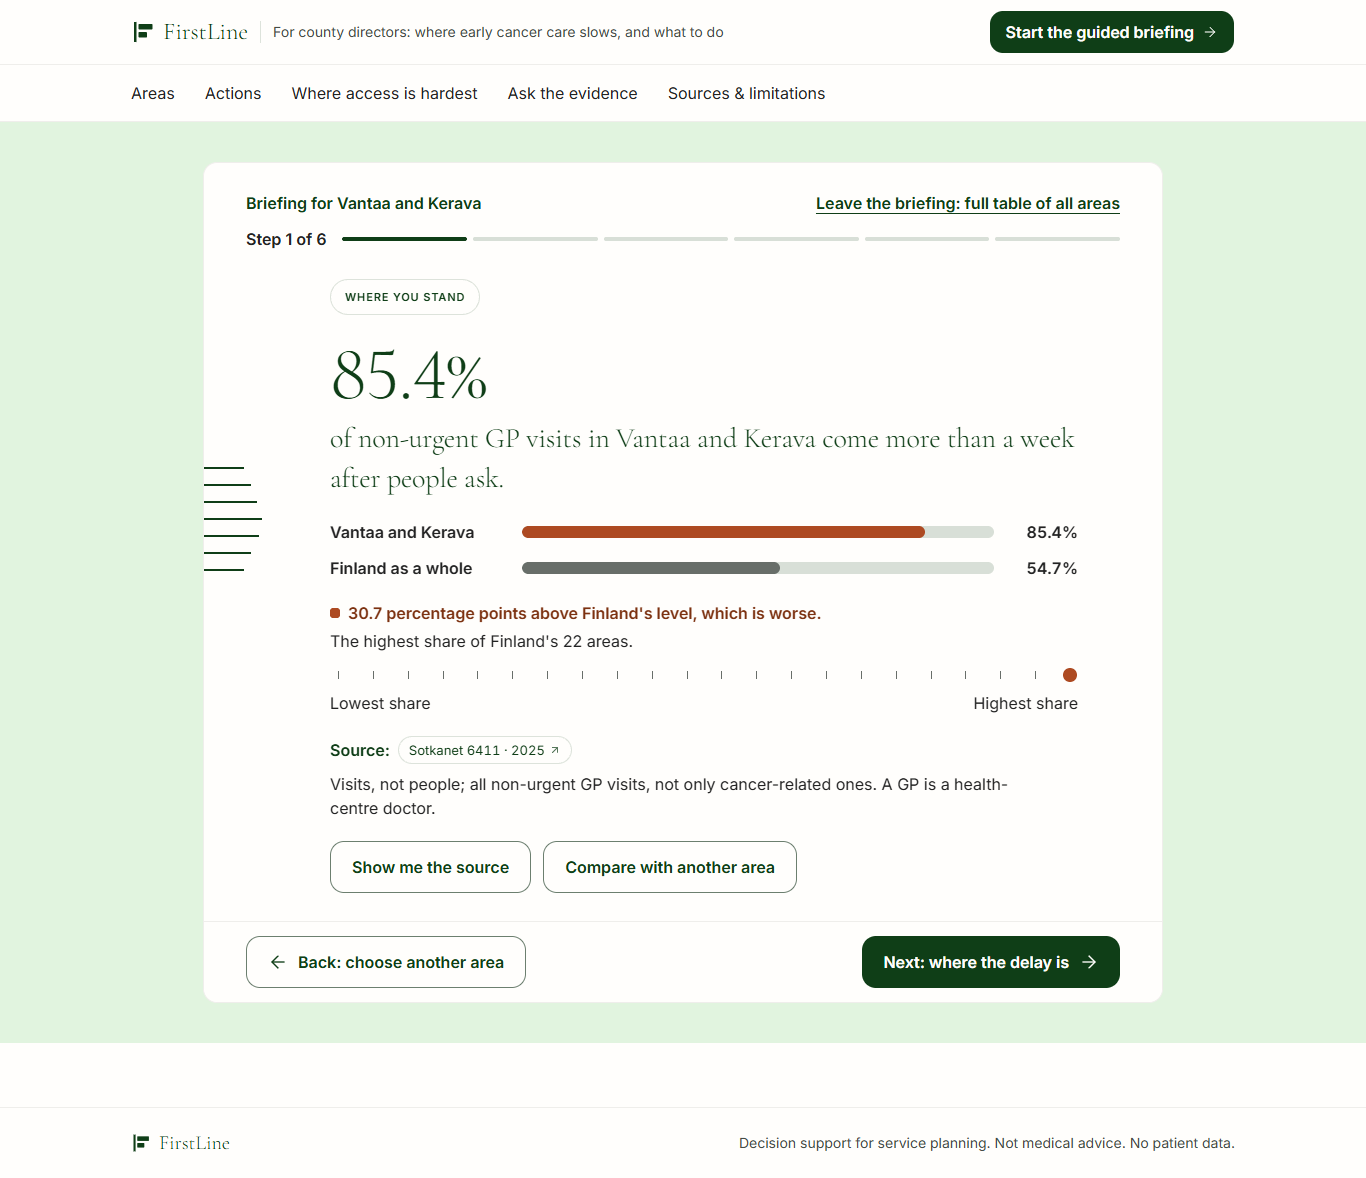 FirstLine
For county directors: where early cancer care slows, and what to do
Start the guided briefing →
Areas
Actions
Where access is hardest
Ask the evidence
Sources & limitations
Briefing for Vantaa and Kerava
Leave the briefing: full table of all areas
Step 1 of 6
WHERE YOU STAND
85.4%
of non-urgent GP visits in Vantaa and Kerava come more than a week
after people ask.
Vantaa and Kerava
85.4%
Finland as a whole
54.7%
30.7 percentage points above Finland's level, which is worse.
The highest share of Finland's 22 areas.
Lowest share
Highest share
Source:
Sotkanet 6411 · 2025 ↗
Visits, not people; all non-urgent GP visits, not only cancer-related ones. A GP is a health-
centre doctor.
Show me the source
Compare with another area
← Back: choose another area
Next: where the delay is →
FirstLine
Decision support for service planning. Not medical advice. No patient data.